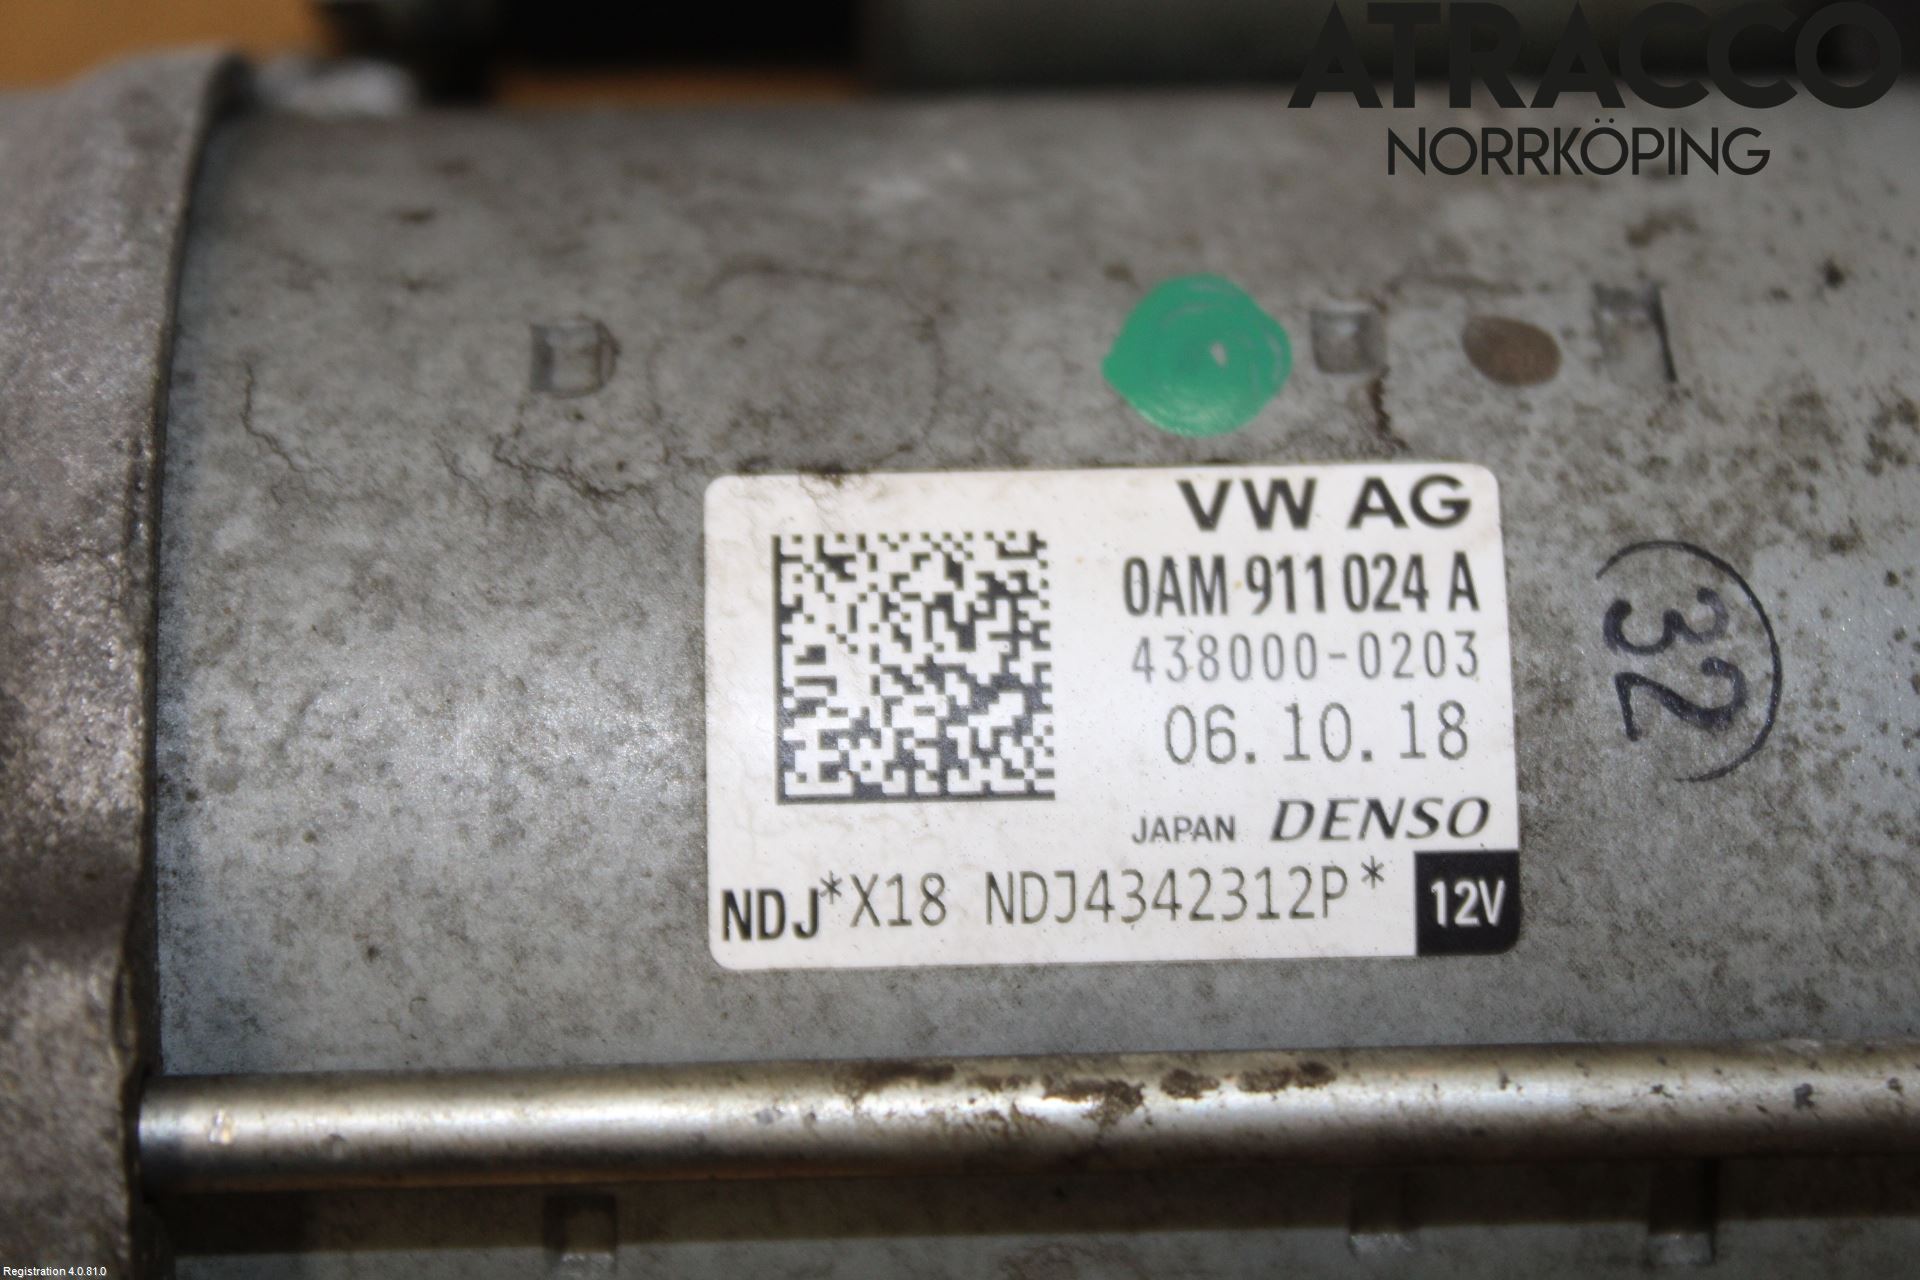 ATRACCO
NORRKÖPING
VW AG
0AM 911 024 A
438000-0203
06.10.18
JAPAN DENSO
NDJ*X18 NDJ4342312P*
12V
(32)
Registration 4.0.81.0